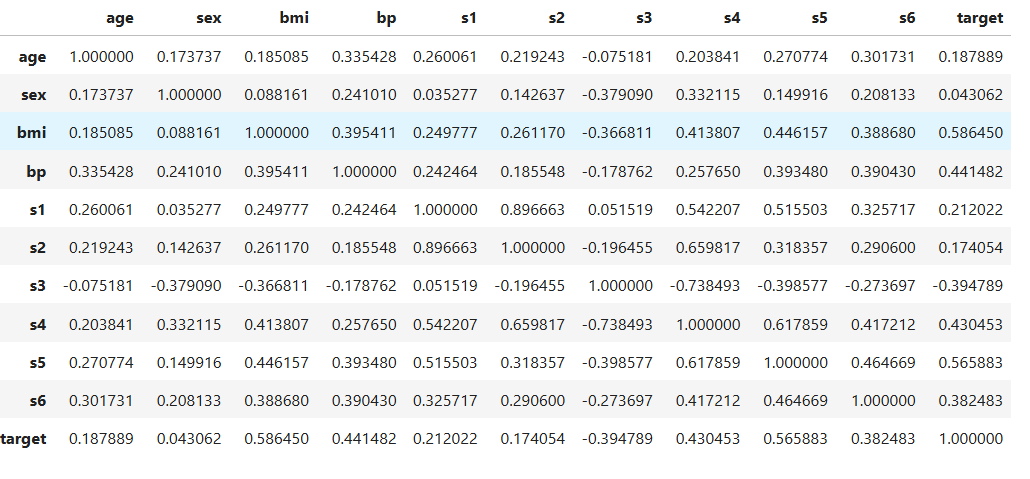 age sex bmi bp s1 s2 s3 s4 s5 s6 target
age 1.000000 0.173737 0.185085 0.335428 0.260061 0.219243 -0.075181 0.203841 0.270774 0.301731 0.187889
sex 0.173737 1.000000 0.088161 0.241010 0.035277 0.142637 -0.379090 0.332115 0.149916 0.208133 0.043062
bmi 0.185085 0.088161 1.000000 0.395411 0.249777 0.261170 -0.366811 0.413807 0.446157 0.388680 0.586450
bp 0.335428 0.241010 0.395411 1.000000 0.242464 0.185548 -0.178762 0.257650 0.393480 0.390430 0.441482
s1 0.260061 0.035277 0.249777 0.242464 1.000000 0.896663 0.051519 0.542207 0.515503 0.325717 0.212022
s2 0.219243 0.142637 0.261170 0.185548 0.896663 1.000000 -0.196455 0.659817 0.318357 0.290600 0.174054
s3 -0.075181 -0.379090 -0.366811 -0.178762 0.051519 -0.196455 1.000000 -0.738493 -0.398577 -0.273697 -0.394789
s4 0.203841 0.332115 0.413807 0.257650 0.542207 0.659817 -0.738493 1.000000 0.617859 0.417212 0.430453
s5 0.270774 0.149916 0.446157 0.393480 0.515503 0.318357 -0.398577 0.617859 1.000000 0.464669 0.565883
s6 0.301731 0.208133 0.388680 0.390430 0.325717 0.290600 -0.273697 0.417212 0.464669 1.000000 0.382483
target 0.187889 0.043062 0.586450 0.441482 0.212022 0.174054 -0.394789 0.430453 0.565883 0.382483 1.000000